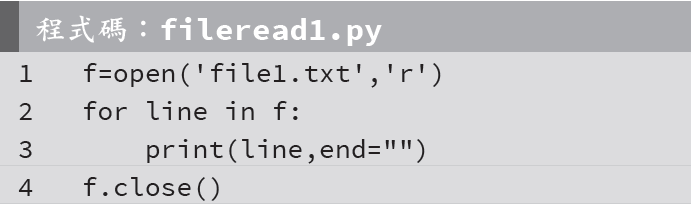 程式碼：fileread1.py
1 f=open('file1.txt','r')
2 for line in f:
3     print(line,end="")
4 f.close()